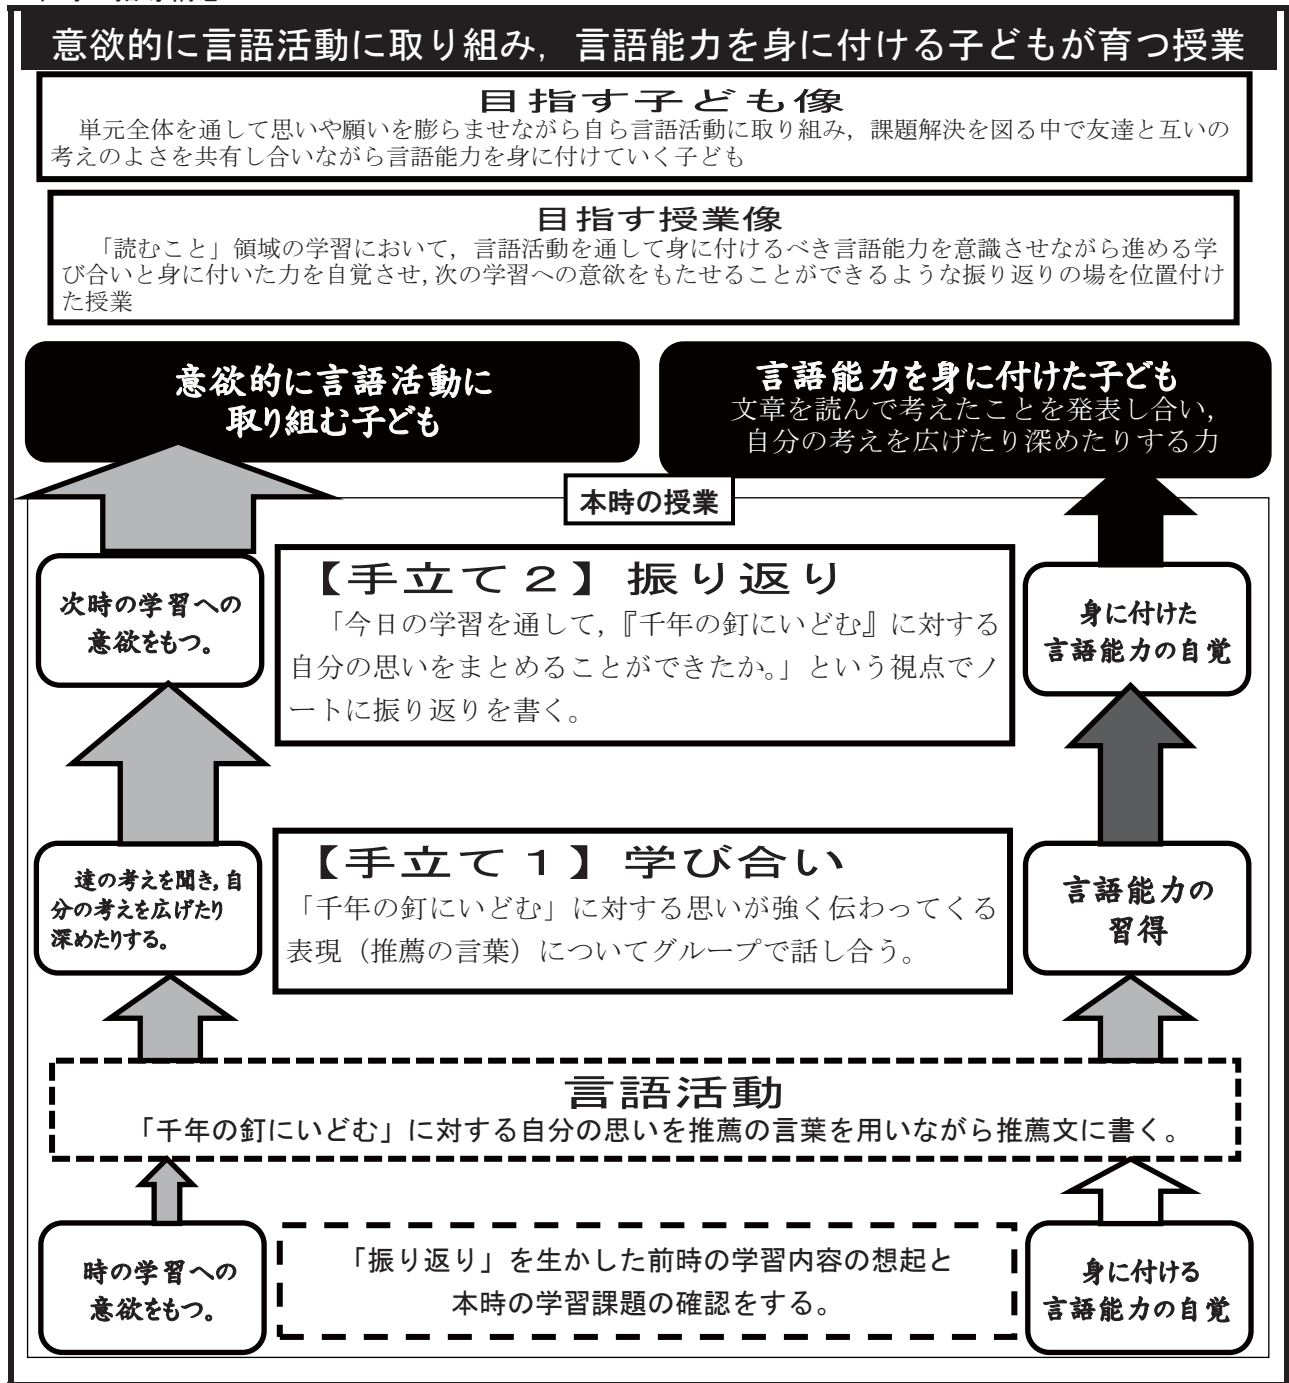 意欲的に言語活動に取り組み，言語能力を身に付ける子どもが育つ授業
目指す子ども像
単元全体を通して思いや願いを膨らませながら自ら言語活動に取り組み，課題解決を図る中で友達と互いの
考えのよさを共有し合いながら言語能力を身に付けていく子ども
目指す授業像
「読むこと」領域の学習において，言語活動を通して身に付けるべき言語能力を意識させながら進める学
び合いと身に付いた力を自覚させ，次の学習への意欲をもたせることができるような振り返りの場を位置付け
た授業
意欲的に言語活動に
取り組む子ども
言語能力を身に付けた子ども
文章を読んで考えたことを発表し合い，
自分の考えを広げたり深めたりする力
本時の授業
次時の学習への
意欲をもつ。
【手立て２】振り返り
「今日の学習を通して，『千年の釘にいどむ』に対する
自分の思いをまとめることができたか。」という視点でノ
ートに振り返りを書く。
身に付けた
言語能力の自覚
達の考えを聞き，自
分の考えを広げたり
深めたりする。
【手立て１】学び合い
「千年の釘にいどむ」に対する思いが強く伝わってくる
表現（推薦の言葉）についてグループで話し合う。
言語能力の
習得
言語活動
「千年の釘にいどむ」に対する自分の思いを推薦の言葉を用いながら推薦文に書く。
時の学習への
意欲をもつ。
「振り返り」を生かした前時の学習内容の想起と
本時の学習課題の確認をする。
身に付ける
言語能力の自覚